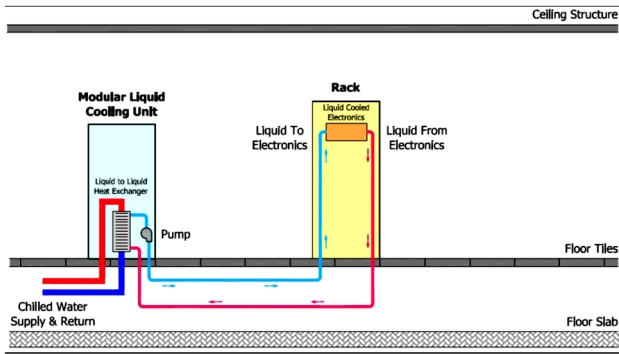 Ceiling Structure
Rack
Modular Liquid
Cooling Unit
Liquid Cooled
Electronics
Liquid To
Electronics
Liquid From
Electronics
Liquid to Liquid
Heat Exchanger
Pump
Floor Tiles
Chilled Water
Supply & Return
Floor Slab